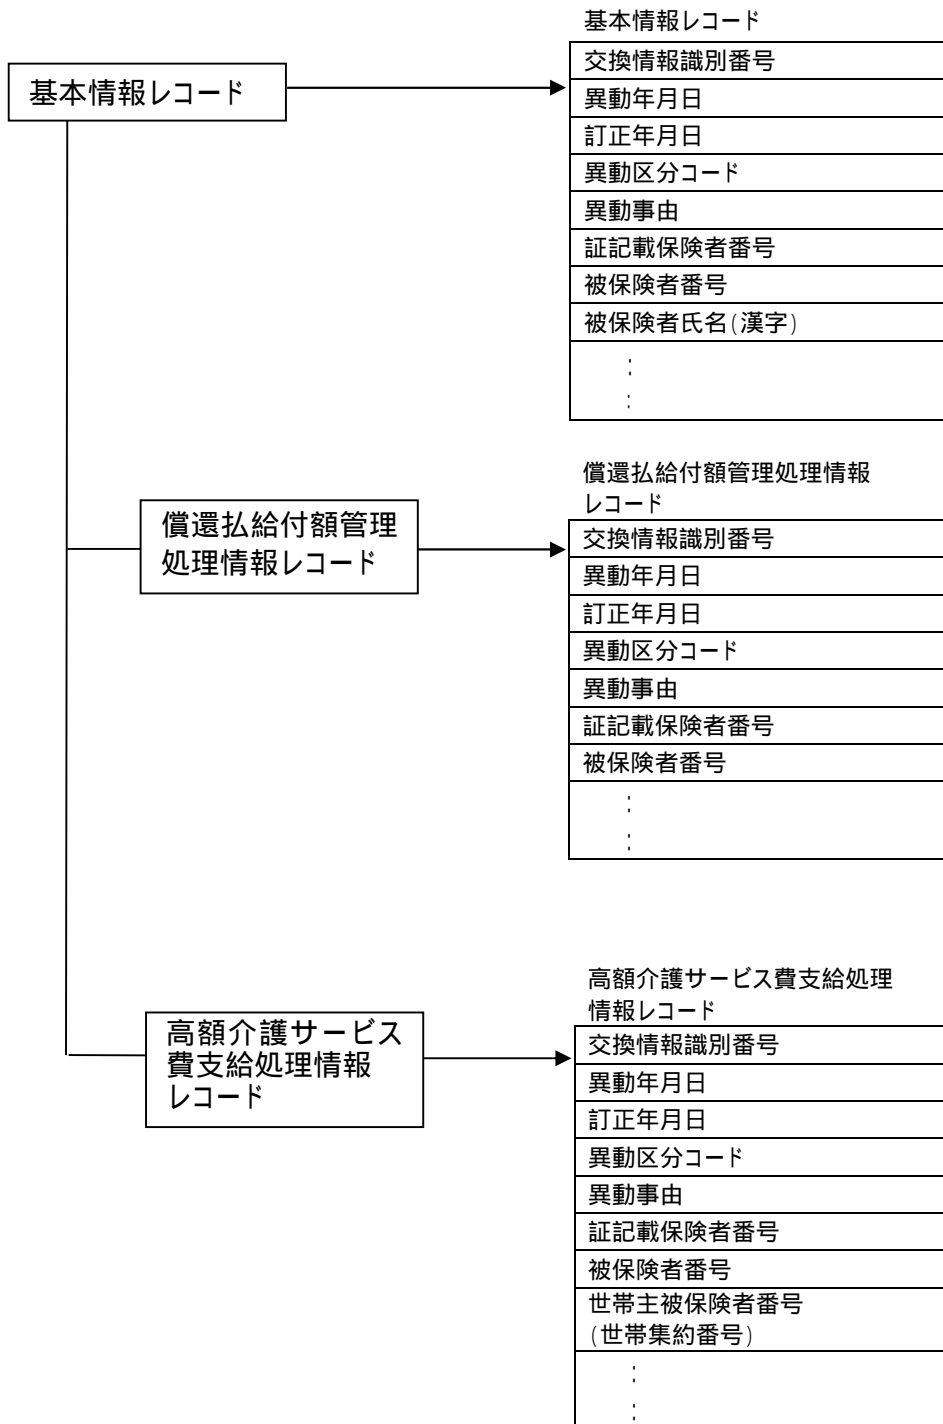 基本情報レコード
基本情報レコード
交換情報識別番号
異動年月日
訂正年月日
異動区分コード
異動事由
証記載保険者番号
被保険者番号
被保険者氏名(漢字)
:
:
償還払給付額管理
処理情報レコード
償還払給付額管理処理情報
レコード
交換情報識別番号
異動年月日
訂正年月日
異動区分コード
異動事由
証記載保険者番号
被保険者番号
:
:
高額介護サービス
費支給処理情報
レコード
高額介護サービス費支給処理
情報レコード
交換情報識別番号
異動年月日
訂正年月日
異動区分コード
異動事由
証記載保険者番号
被保険者番号
世帯主被保険者番号
(世帯集約番号)
:
: